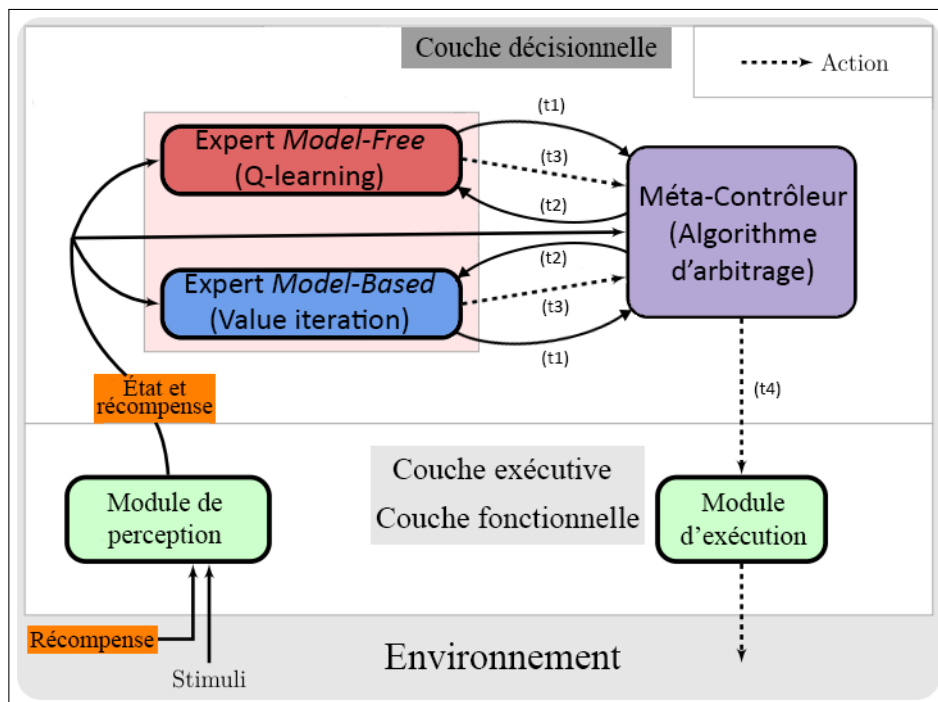 Couche décisionnelle
Action
Expert Model-Free
(Q-learning)
(t1)
(t3)
(t2)
Méta-Contrôleur
(Algorithme
d'arbitrage)
Expert Model-Based
(Value iteration)
(t2)
(t3)
(t1)
État et
récompense
(t4)
Module de
perception
Couche exécutive
Couche fonctionnelle
Module
d'exécution
Récompense
Stimuli
Environnement